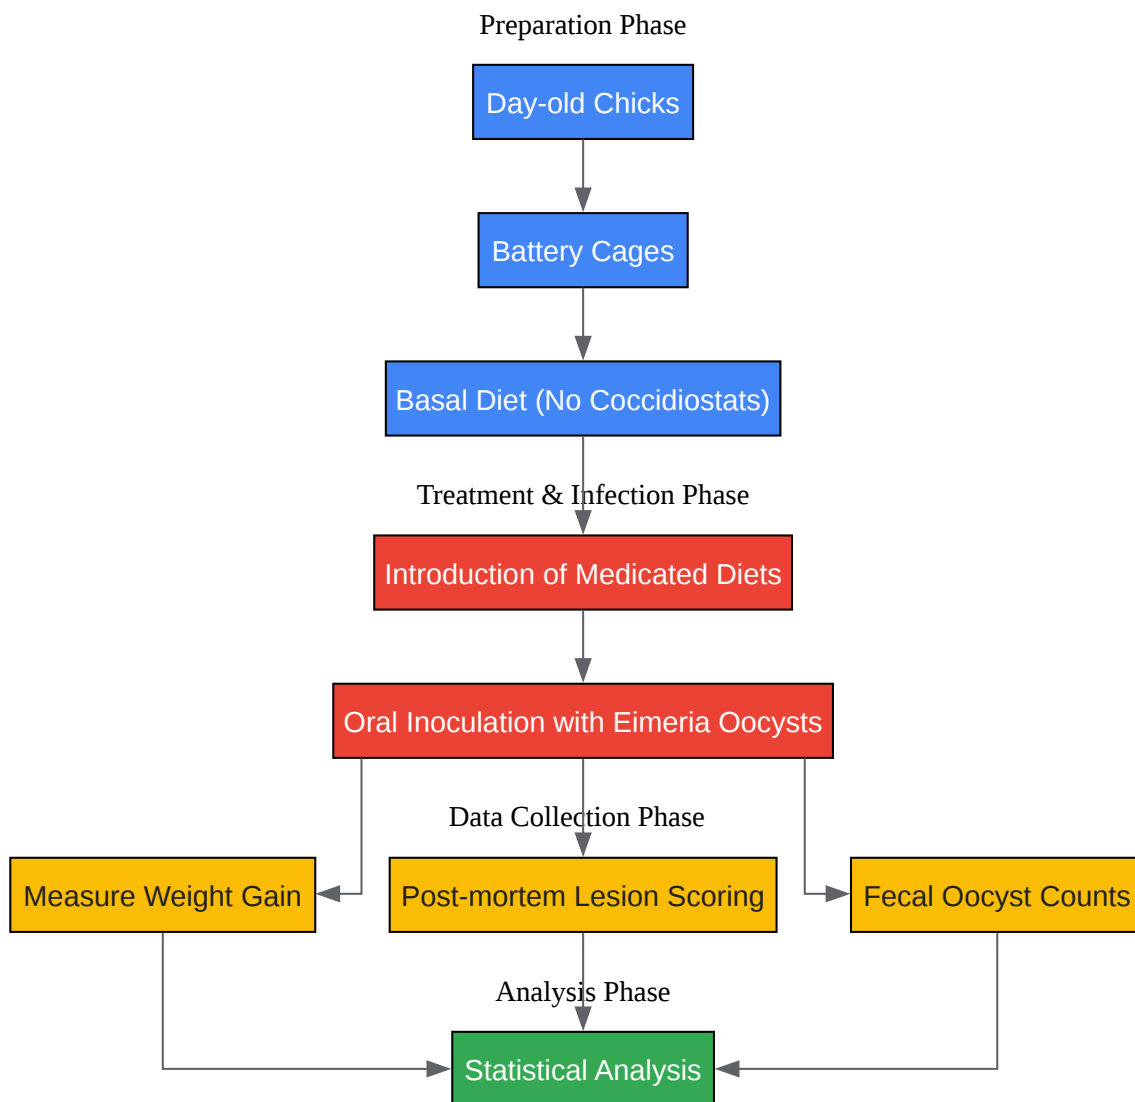 Preparation Phase
Day-old Chicks
Battery Cages
Basal Diet (No Coccidiostats)
Treatment & Infection Phase
Introduction of Medicated Diets
Oral Inoculation with Eimeria Oocysts
Data Collection Phase
Measure Weight Gain
Post-mortem Lesion Scoring
Fecal Oocyst Counts
Analysis Phase
Statistical Analysis